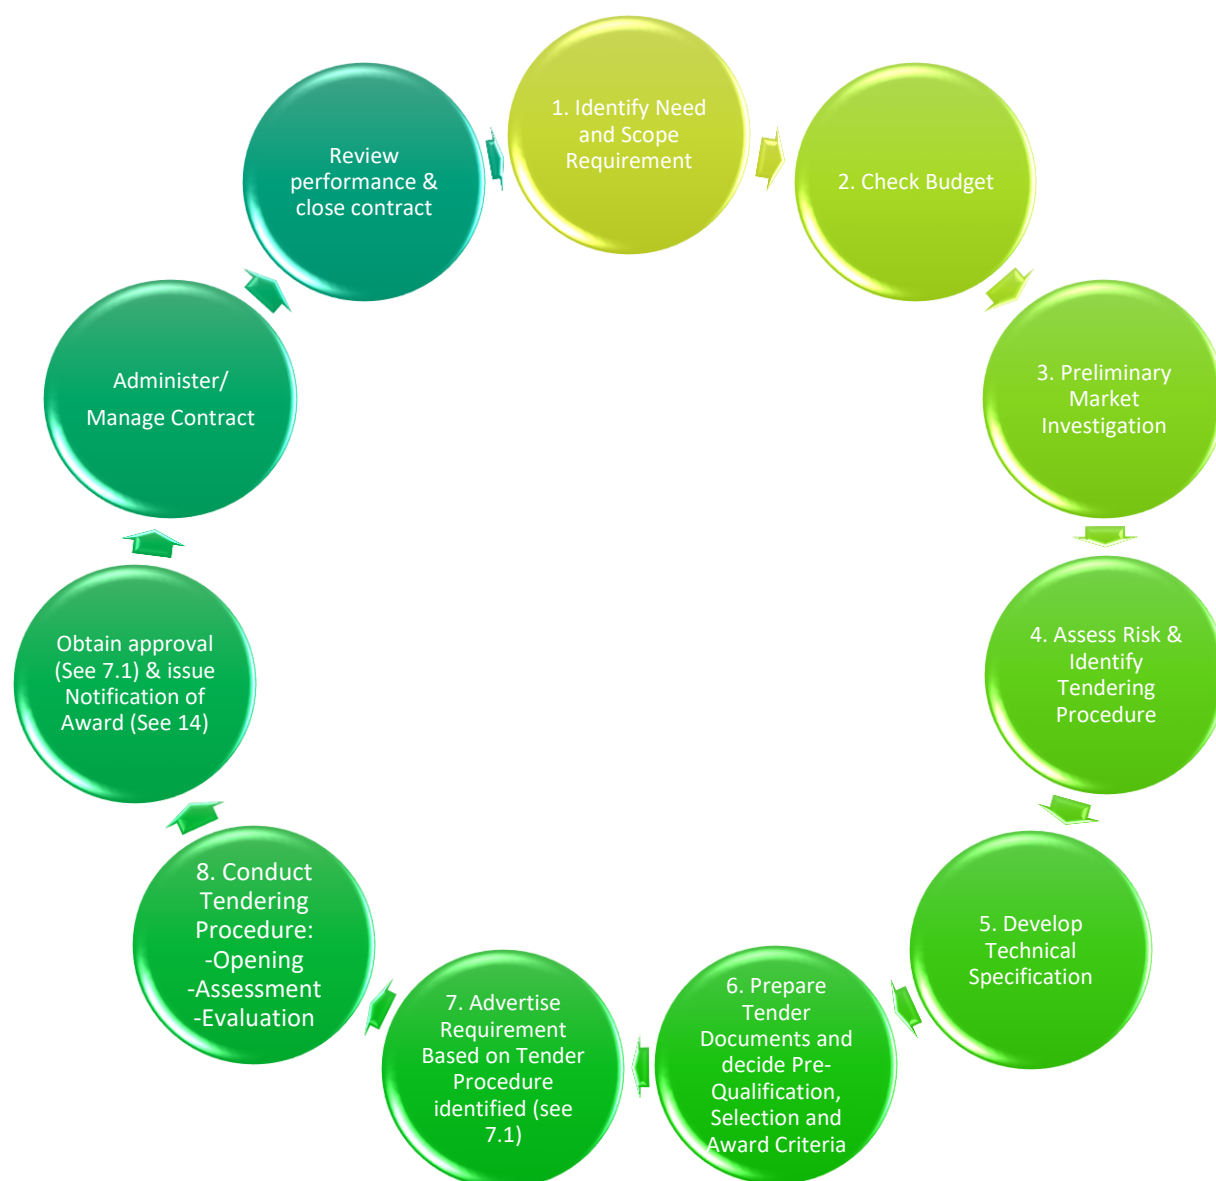 1. Identify Need
and Scope
Requirement
2. Check Budget
3. Preliminary
Market
Investigation
4. Assess Risk &
Identify
Tendering
Procedure
5. Develop
Technical
Specification
6. Prepare
Tender
Documents and
decide Pre-
Qualification,
Selection and
Award Criteria
7. Advertise
Requirement
Based on Tender
Procedure
identified (see
7.1)
8. Conduct
Tendering
Procedure:
-Opening
-Assessment
-Evaluation
Obtain approval
(See 7.1) & issue
Notification of
Award (See 14)
Administer/
Manage Contract
Review
performance &
close contract